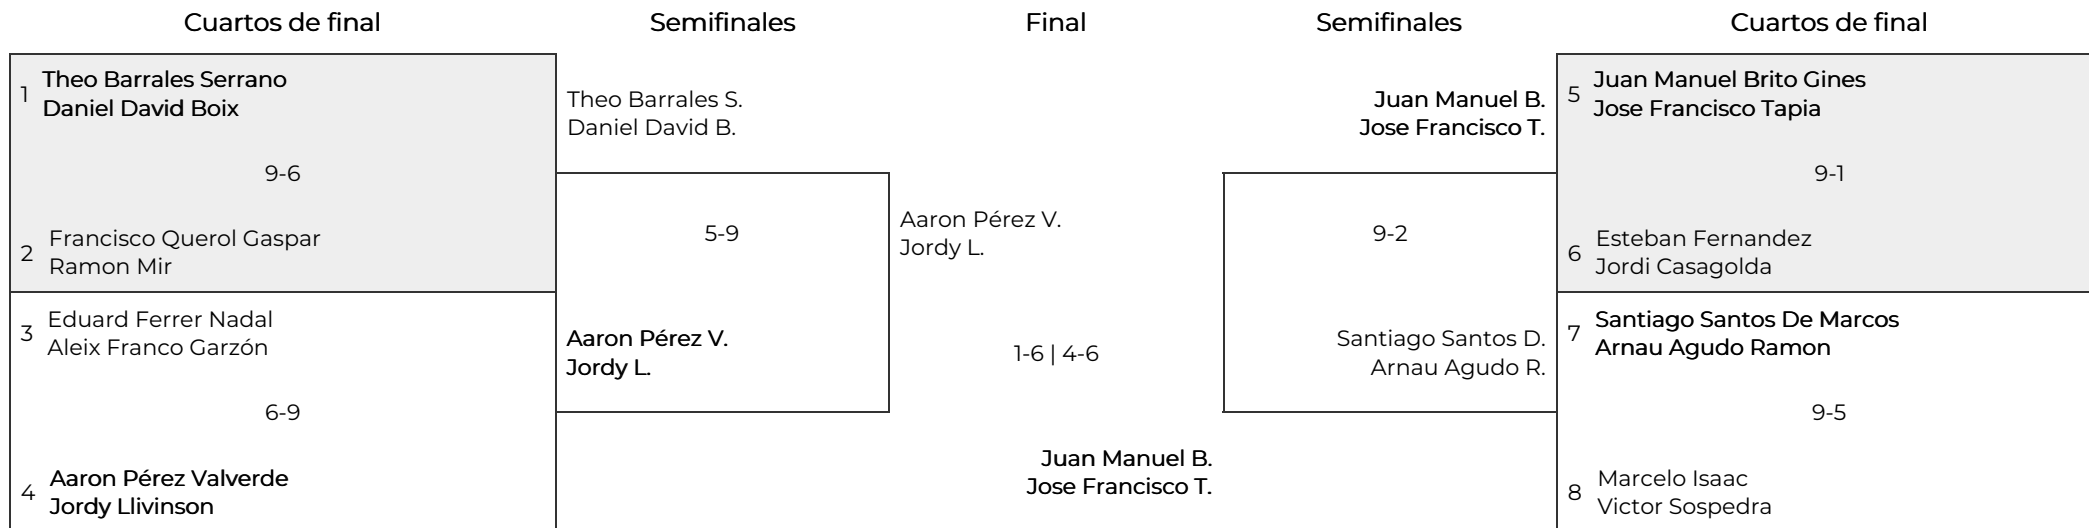 Cuartos de final
Semifinales
Final
Semifinales
Cuartos de final
1
Theo Barrales Serrano
Daniel David Boix
9-6
2
Francisco Querol Gaspar
Ramon Mir
3
Eduard Ferrer Nadal
Aleix Franco Garzón
6-9
4
Aaron Pérez Valverde
Jordy Llivinson
Theo Barrales S.
Daniel David B.
5-9
Aaron Pérez V.
Jordy L.
Aaron Pérez V.
Jordy L.
1-6 | 4-6
Juan Manuel B.
Jose Francisco T.
Juan Manuel B.
Jose Francisco T.
9-2
Santiago Santos D.
Arnau Agudo R.
5
Juan Manuel Brito Gines
Jose Francisco Tapia
9-1
6
Esteban Fernandez
Jordi Casagolda
7
Santiago Santos De Marcos
Arnau Agudo Ramon
9-5
8
Marcelo Isaac
Victor Sospedra